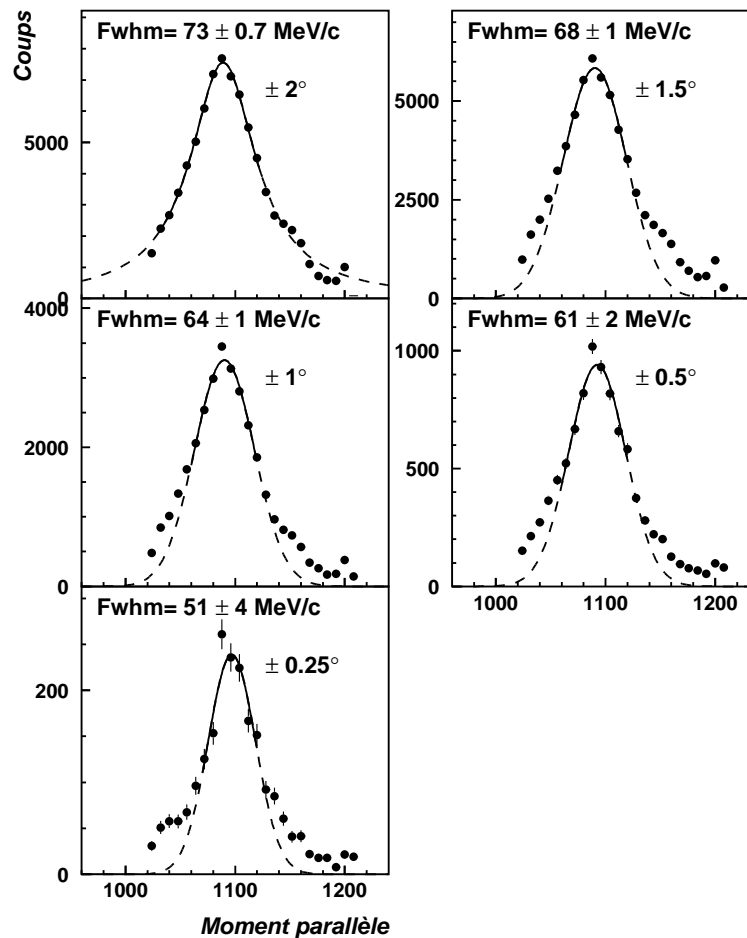 Coups
Fwhm= 73 ± 0.7 MeV/c
± 2°
5000
0
Fwhm= 68 ± 1 MeV/c
± 1.5°
5000
2500
0
Fwhm= 64 ± 1 MeV/c
± 1°
4000
2000
0
Fwhm= 61 ± 2 MeV/c
± 0.5°
1000
500
0
1000 1100 1200
Fwhm= 51 ± 4 MeV/c
± 0.25°
200
0
1000 1100 1200
Moment parallèle